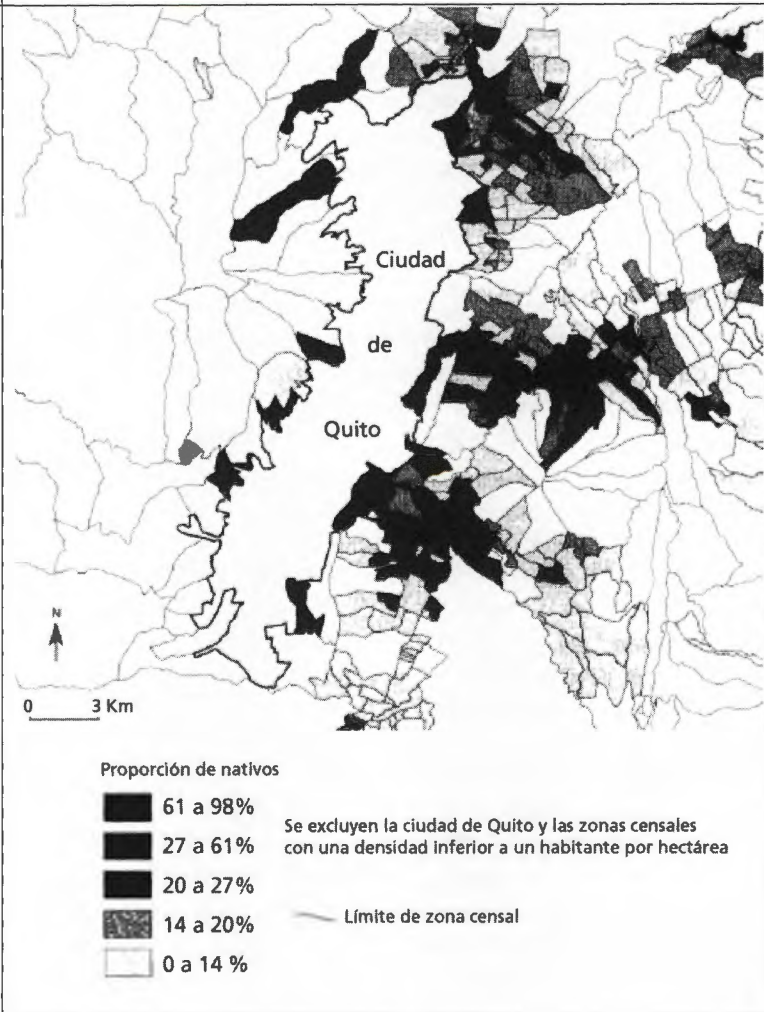 Ciudad
de
Quito
N
0 3 Km
Proporción de nativos
61 a 98%
27 a 61%
20 a 27%
14 a 20%
0 a 14 %
Se excluyen la ciudad de Quito y las zonas censales
con una densidad inferior a un habitante por hectárea
Límite de zona censal